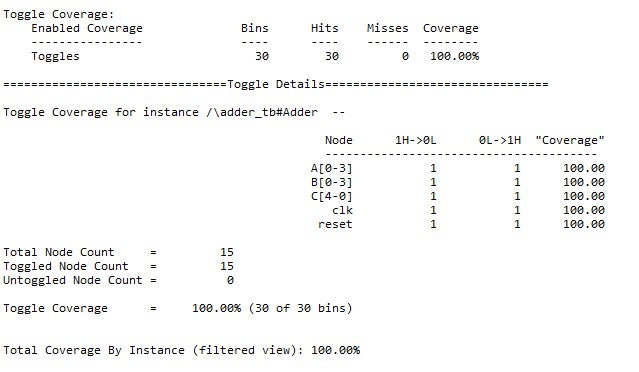 Toggle Coverage:
    Enabled Coverage              Bins      Hits    Misses  Coverage
    ----------------              ----      ----    ------  --------
    Toggles                         30        30         0   100.00%
================================Toggle Details================================
Toggle Coverage for instance /\adder_tb#Adder  --
                                              Node      1H->0L      0L->1H  "Coverage"
                                              ---------------------------------------
                                            A[0-3]           1           1      100.00
                                            B[0-3]           1           1      100.00
                                            C[4-0]           1           1      100.00
                                               clk           1           1      100.00
                                             reset           1           1      100.00
Total Node Count     =         15
Toggled Node Count   =         15
Untoggled Node Count =          0
Toggle Coverage      =     100.00% (30 of 30 bins)
Total Coverage By Instance (filtered view): 100.00%